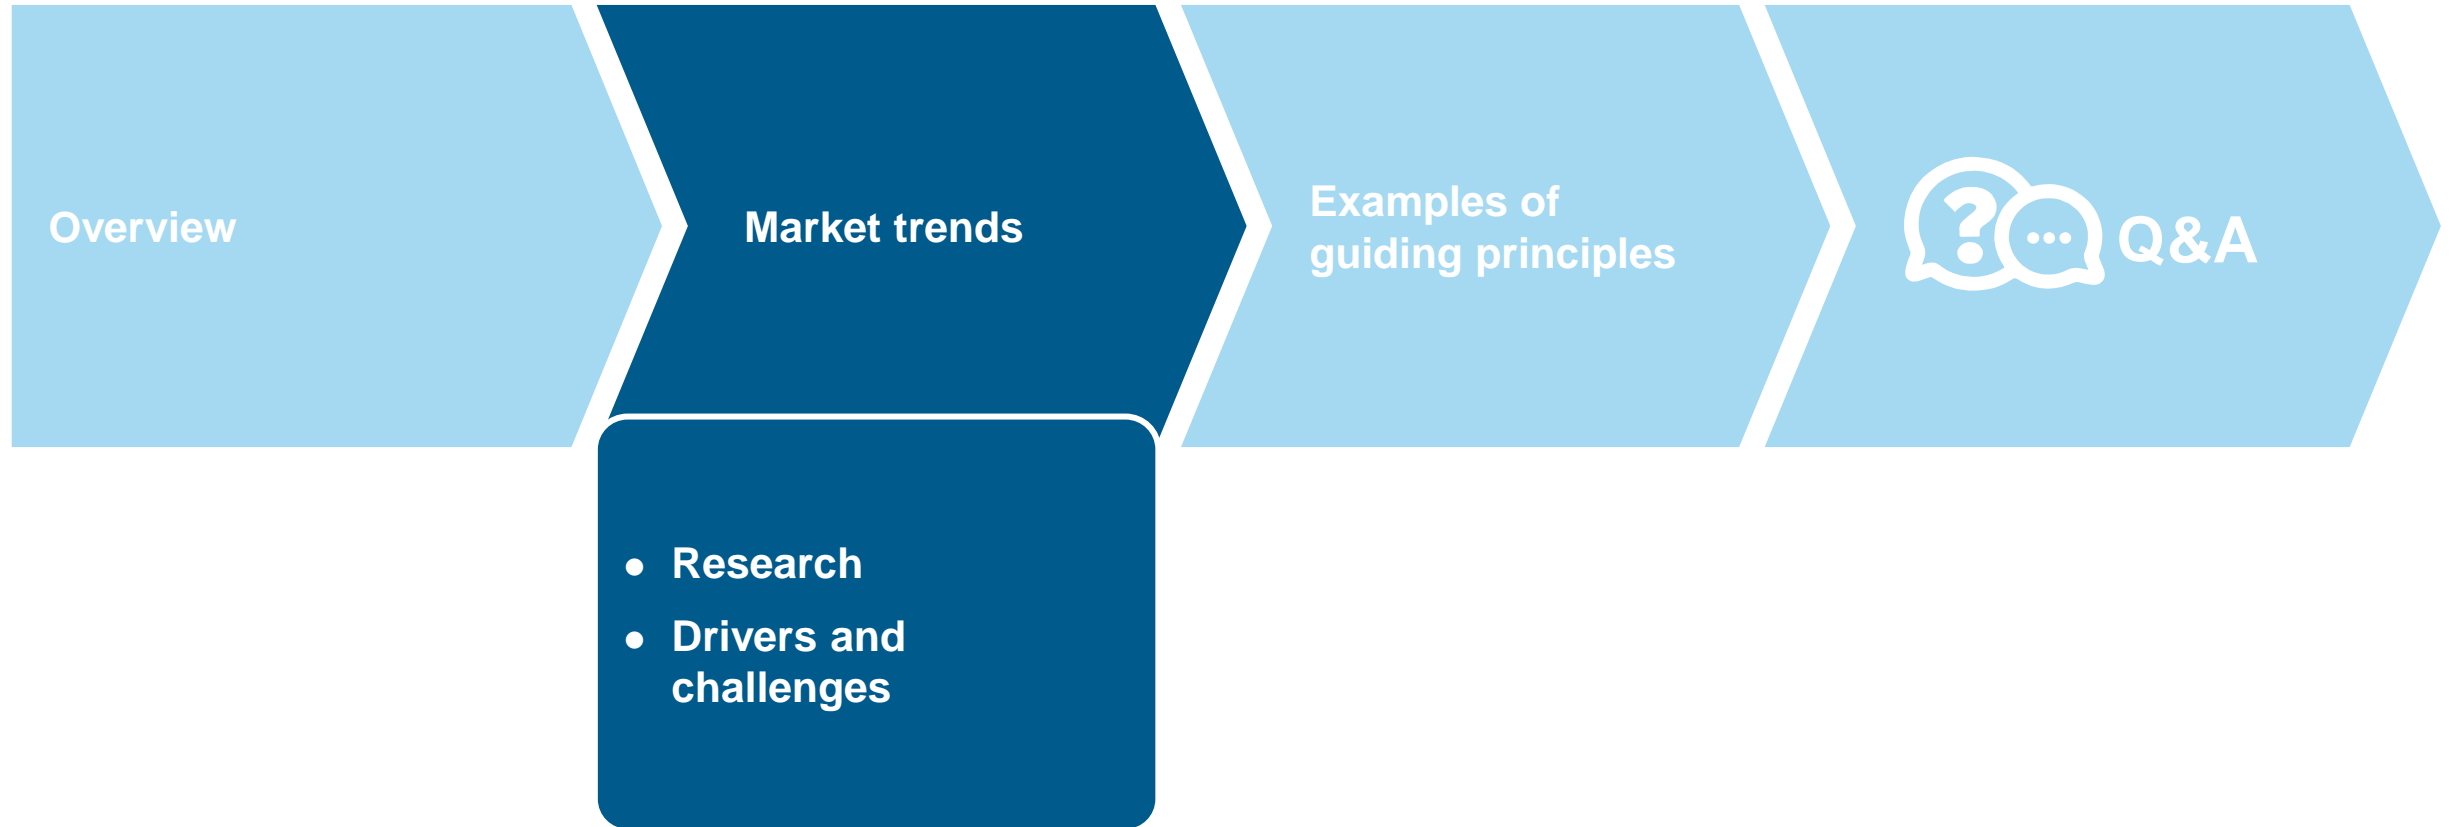 Overview
Market trends
Examples of
guiding principles
? Q&A
● Research
● Drivers and
challenges